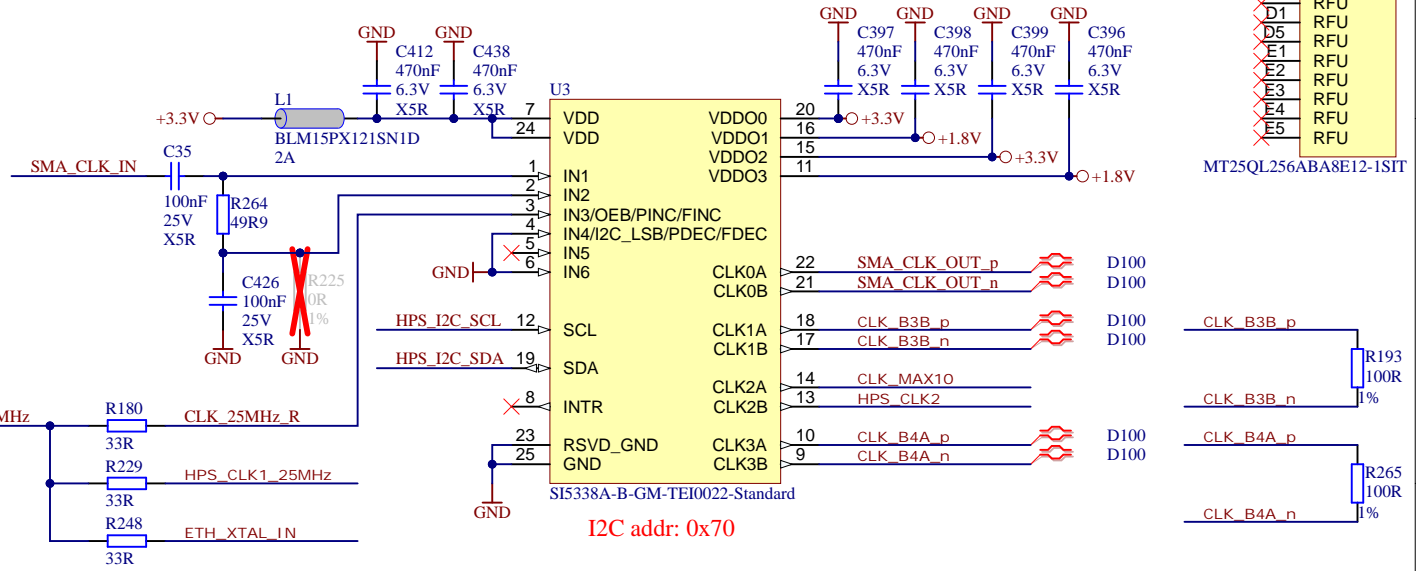 GND GND GND GND
C397 C398 C399 C396
470nF 470nF 470nF 470nF
6.3V 6.3V 6.3V 6.3V
X5R X5R X5R X5R
GND GND
C412 C438
470nF 470nF
6.3V 6.3V
X5R X5R
RFU
D1 RFU
D5 RFU
E1 RFU
E2 RFU
E3 RFU
E4 RFU
E5 RFU
MT25QL256ABA8E12-1SIT
+3.3V
L1
BLM15PX121SN1D
2A
U3
7 VDD
24 VDD
1 IN1
2 IN2
3 IN3/OEB/PINC/FINC
4 IN4/I2C_LSB/PDEC/FDEC
5 IN5
6 IN6
12 SCL
19 SDA
8 INTR
23 RSVD_GND
25 GND
VDDO0 20 +3.3V
VDDO1 16 +1.8V
VDDO2 15 +3.3V
VDDO3 11 +1.8V
CLK0A 22 SMA_CLK_OUT_p D100
CLK0B 21 SMA_CLK_OUT_n D100
CLK1A 18 CLK_B3B_p D100
CLK1B 17 CLK_B3B_n D100
CLK2A 14 CLK_MAX10
CLK2B 13 HPS_CLK2
CLK3A 10 CLK_B4A_p D100
CLK3B 9 CLK_B4A_n D100
SI5338A-B-GM-TEI0022-Standard
I2C addr: 0x70
SMA_CLK_IN
C35
100nF
25V
X5R
R264
49R9
C426
100nF
25V
X5R
GND
R225
0R
1%
GND
GND
HPS_I2C_SCL
HPS_I2C_SDA
GND
MHz
R180
33R
CLK_25MHz_R
R229
33R
HPS_CLK1_25MHz
R248
33R
ETH_XTAL_IN
CLK_B3B_p
R193
100R
1%
CLK_B3B_n
CLK_B4A_p
R265
100R
1%
CLK_B4A_n